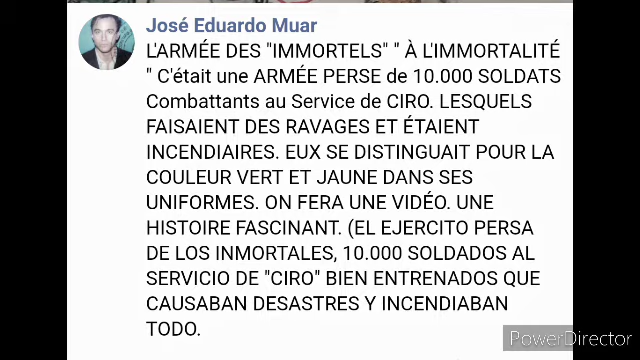 José Eduardo Muar
L'ARMÉE DES "IMMORTELS" " À L'IMMORTALITÉ
" C'était une ARMÉE PERSE de 10.000 SOLDATS
Combattants au Service de CIRO. LESQUELS
FAISAIENT DES RAVAGES ET ÉTAIENT
INCENDIAIRES. EUX SE DISTINGUAIT POUR LA
COULEUR VERT ET JAUNE DANS SES
UNIFORMES. ON FERA UNE VIDÉO. UNE
HISTOIRE FASCINANT. (EL EJERCITO PERSA
DE LOS INMORTALES, 10.000 SOLDADOS AL
SERVICIO DE "CIRO" BIEN ENTRENADOS QUE
CAUSABAN DESASTRES Y INCENDIABAN
TODO.
PowerDirector